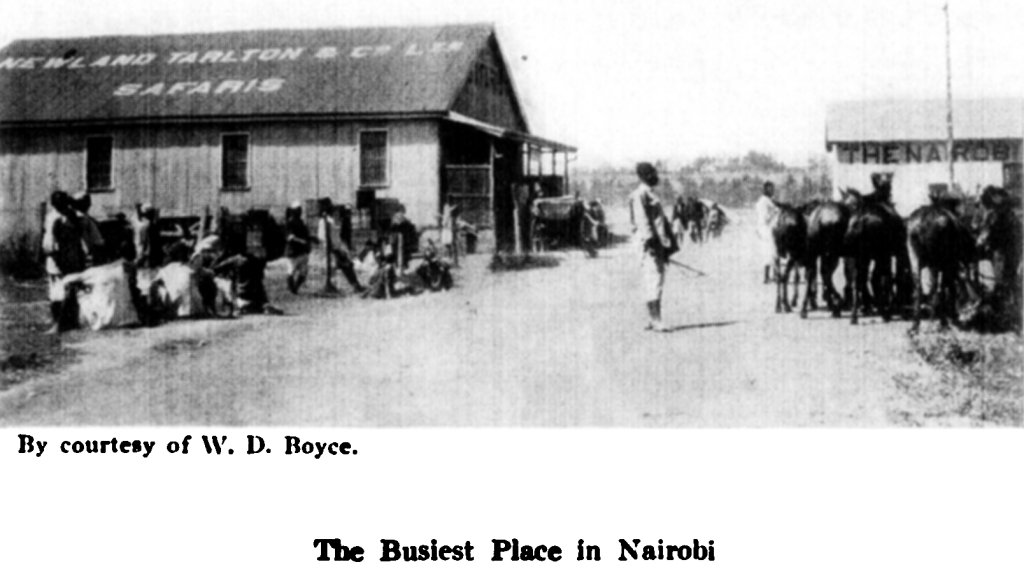 NEWLAND TARLTON & Co LTD
SAFARIS
THE NAIROBI
By courtesy of W. D. Boyce.
The Busiest Place in Nairobi